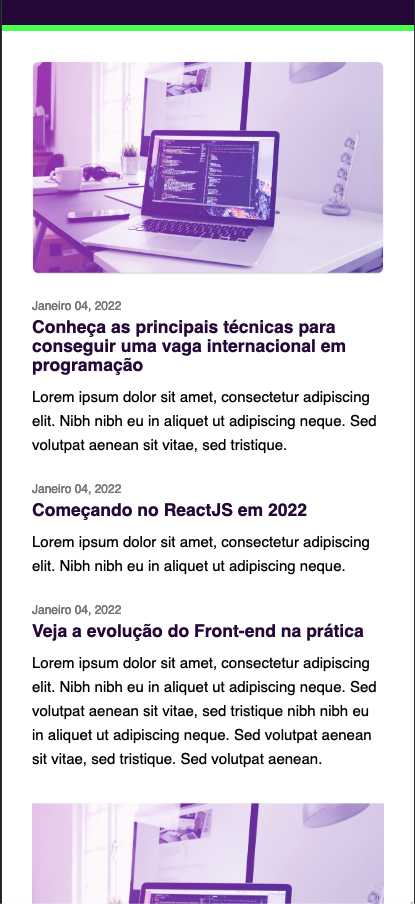 Janeiro 04, 2022
Conheça as principais técnicas para
conseguir uma vaga internacional em
programação
Lorem ipsum dolor sit amet, consectetur adipiscing
elit. Nibh nibh eu in aliquet ut adipiscing neque. Sed
volutpat aenean sit vitae, sed tristique.
Janeiro 04, 2022
Começando no ReactJS em 2022
Lorem ipsum dolor sit amet, consectetur adipiscing
elit. Nibh nibh eu in aliquet ut adipiscing neque.
Janeiro 04, 2022
Veja a evolução do Front-end na prática
Lorem ipsum dolor sit amet, consectetur adipiscing
elit. Nibh nibh eu in aliquet ut adipiscing neque. Sed
volutpat aenean sit vitae, sed tristique nibh nibh eu
in aliquet ut adipiscing neque. Sed volutpat aenean
sit vitae, sed tristique. Sed volutpat aenean.